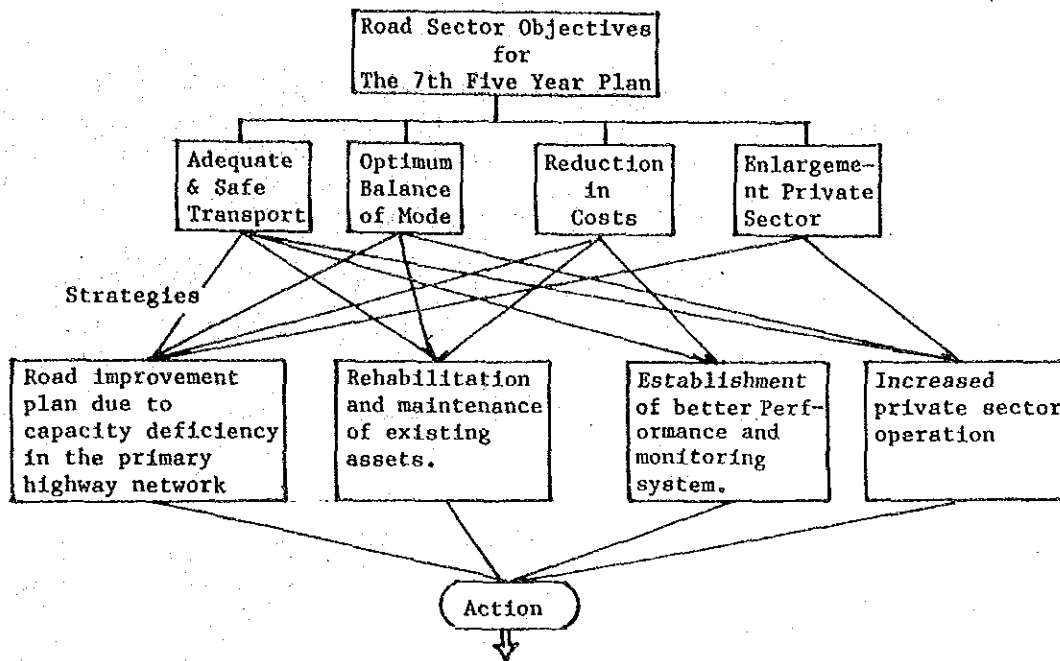 Road Sector Objectives
for
The 7th Five Year Plan
Adequate
& Safe
Transport
Optimum
Balance
of Mode
Reduction
in
Costs
Enlargeme-
nt Private
Sector
Strategies
Road improvement
plan due to
capacity deficiency
in the primary
highway network
Rehabilitation
and maintenance
of existing
assets.
Establishment
of better Perf-
ormance and
monitoring
system.
Increased
private sector
operation
Action